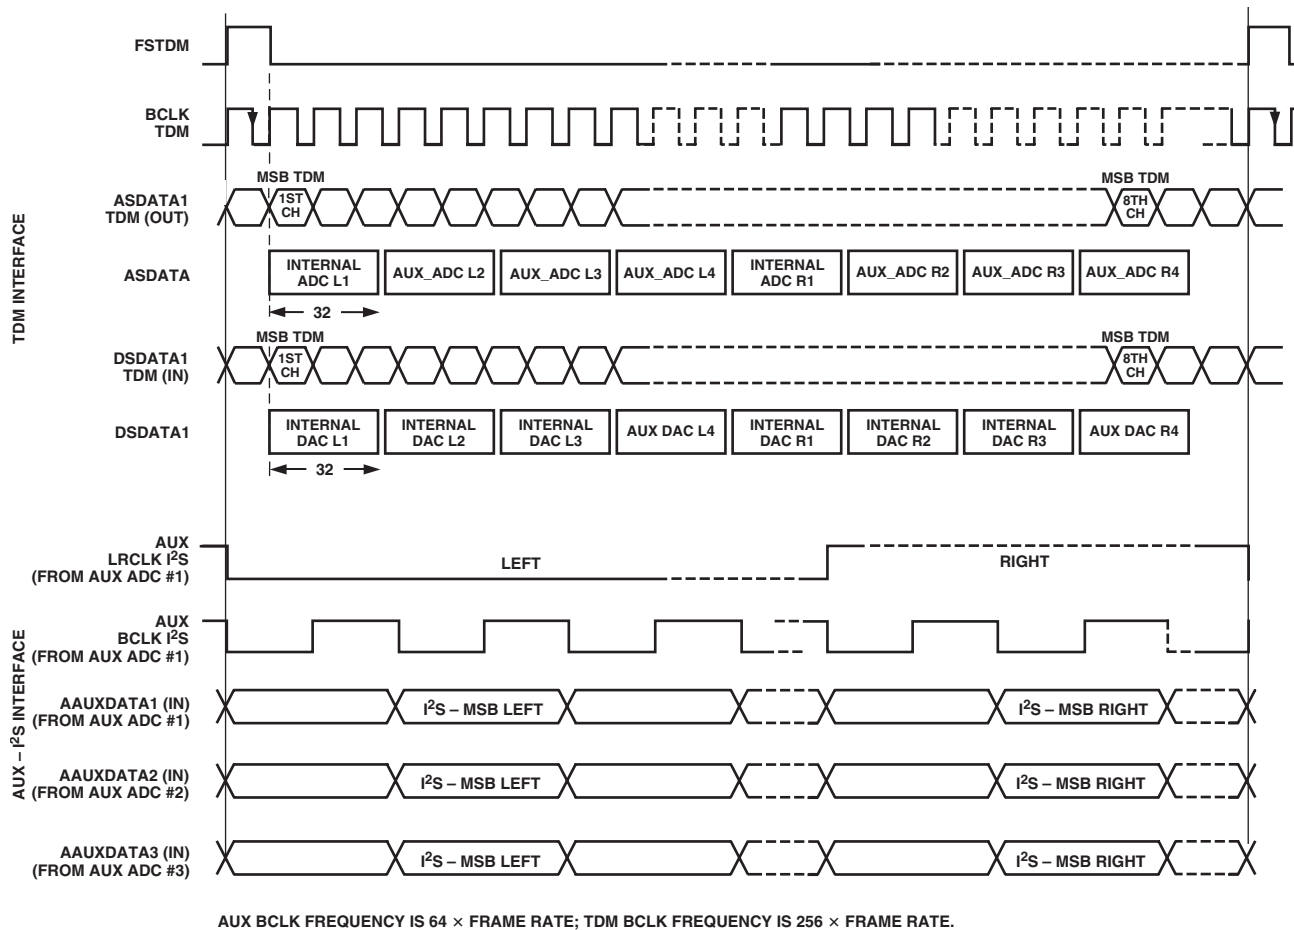 FSTDM
BCLK
TDM
MSB TDM
MSB TDM
ASDATA1
TDM (OUT)
1ST
CH
8TH
CH
TDM INTERFACE
ASDATA
INTERNAL
ADC L1
AUX_ADC L2
AUX_ADC L3
AUX_ADC L4
INTERNAL
ADC R1
AUX_ADC R2
AUX_ADC R3
AUX_ADC R4
32
MSB TDM
MSB TDM
DSDATA1
TDM (IN)
1ST
CH
8TH
CH
DSDATA1
INTERNAL
DAC L1
INTERNAL
DAC L2
INTERNAL
DAC L3
AUX DAC L4
INTERNAL
DAC R1
INTERNAL
DAC R2
INTERNAL
DAC R3
AUX DAC R4
32
AUX
LRCLK I²S
(FROM AUX ADC #1)
LEFT
RIGHT
AUX – I²S INTERFACE
AUX
BCLK I²S
(FROM AUX ADC #1)
AAUXDATA1 (IN)
(FROM AUX ADC #1)
I²S – MSB LEFT
I²S – MSB RIGHT
AAUXDATA2 (IN)
(FROM AUX ADC #2)
I²S – MSB LEFT
I²S – MSB RIGHT
AAUXDATA3 (IN)
(FROM AUX ADC #3)
I²S – MSB LEFT
I²S – MSB RIGHT
AUX BCLK FREQUENCY IS 64 × FRAME RATE; TDM BCLK FREQUENCY IS 256 × FRAME RATE.